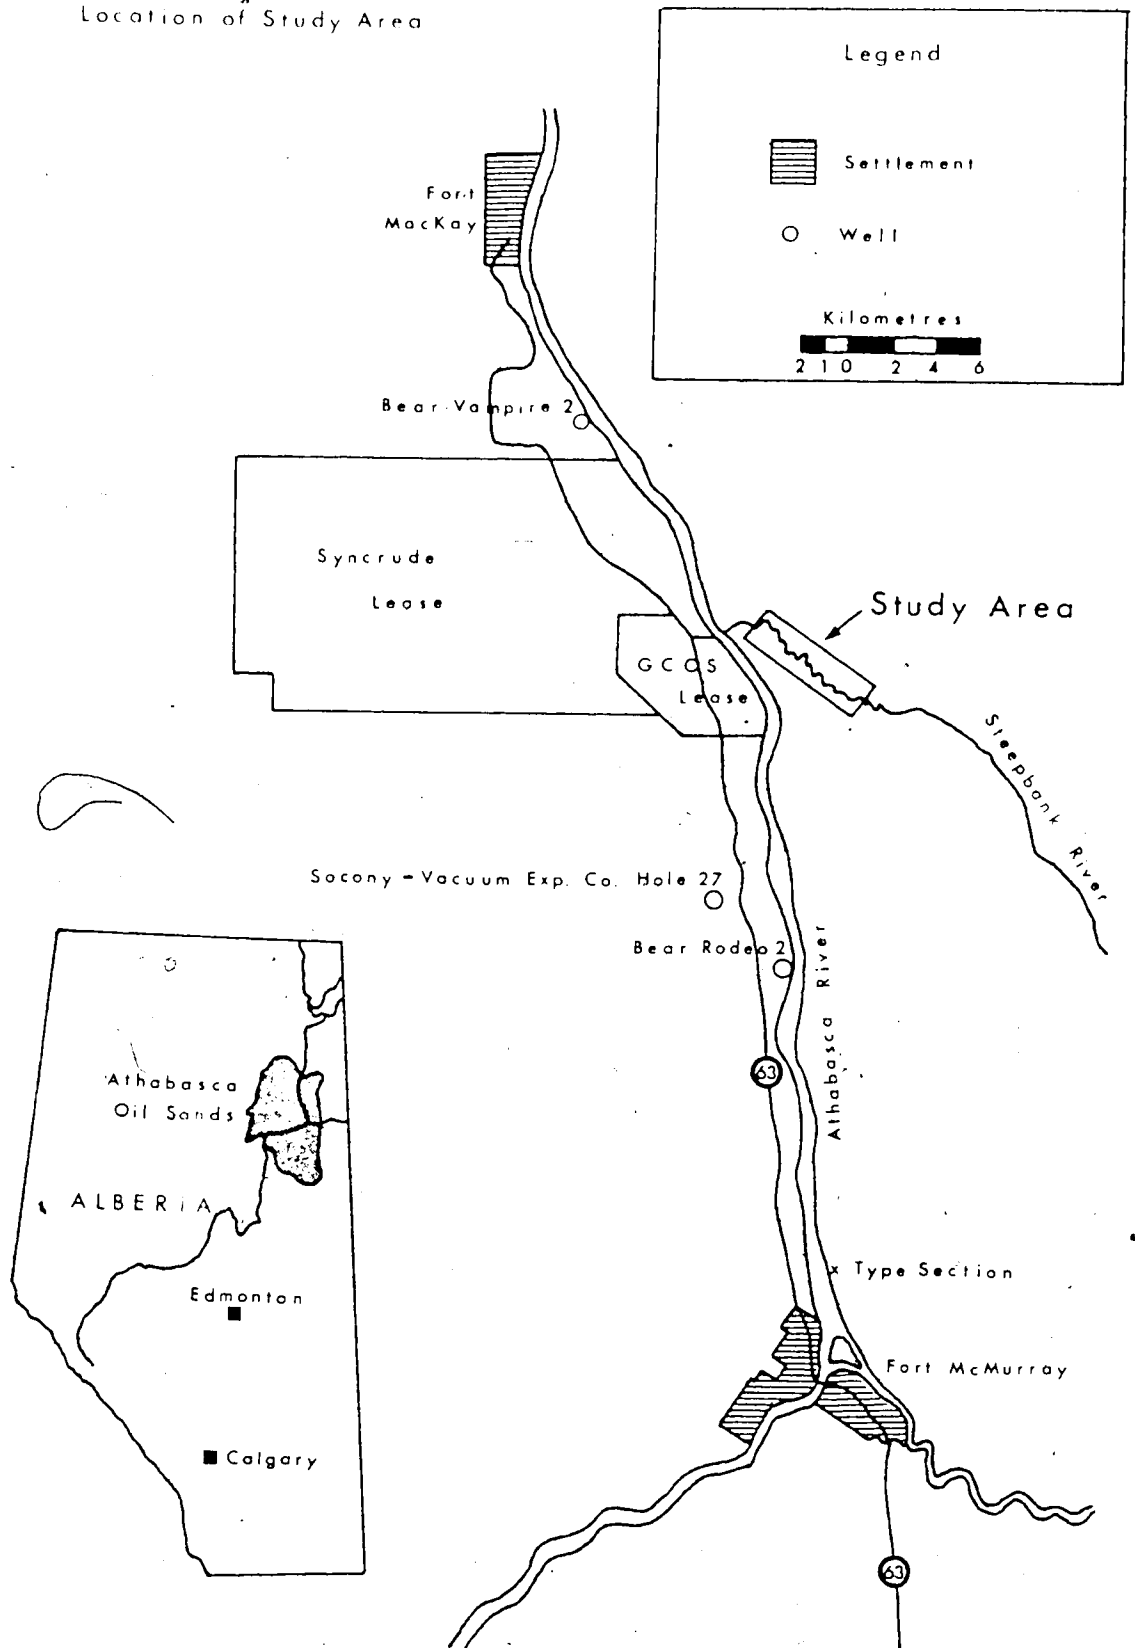 Location of Study Area
Legend
Settlement
Well
Kilometres
2 1 0 2 4 6
Fort
MacKay
Bear Vampire 2
Syncrude
Lease
Study Area
GCOS
Lease
Steepbank River
Socony-Vacuum Exp. Co. Hole 27
Bear Rodeo 2
Athabasca River
63
Athabasca
Oil Sands
ALBERTA
Edmonton
Calgary
x Type Section
Fort McMurray
63